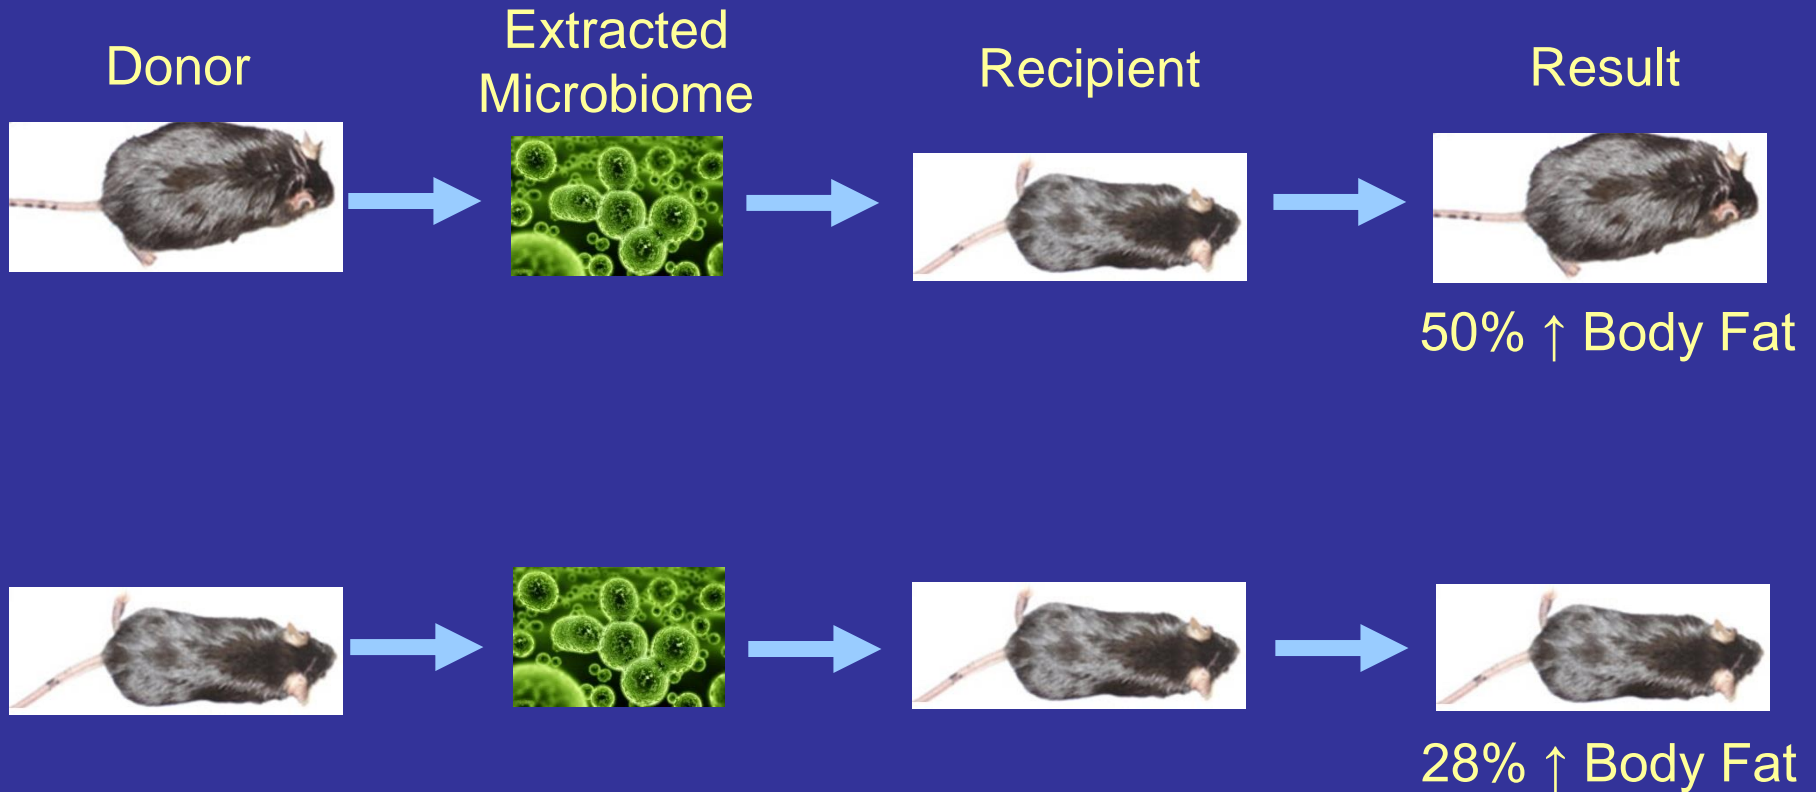 Donor
Extracted
Microbiome
Recipient
Result
50% ↑ Body Fat
28% ↑ Body Fat